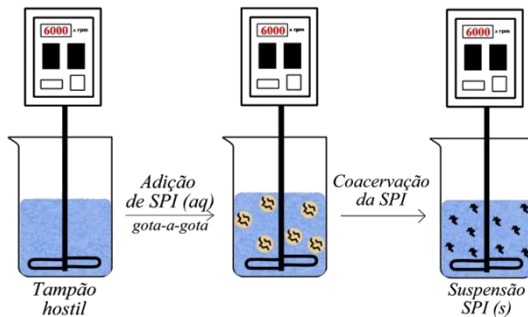 6000 x rpm
6000 x rpm
6000 x rpm
Adição
de SPI (aq)
gota-a-gota
Coacervação
da SPI
Tampão
hostil
Suspensão
SPI (s)